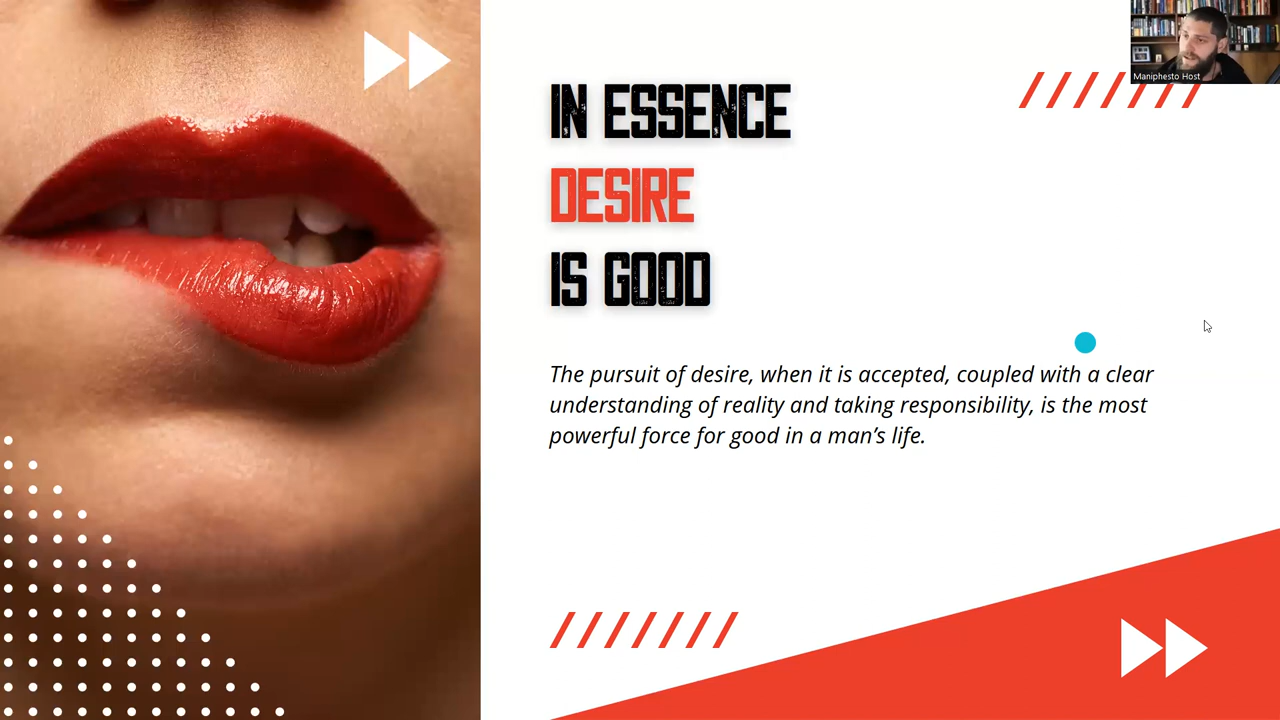 Maniphesto Host
IN ESSENCE
DESIRE
IS GOOD
The pursuit of desire, when it is accepted, coupled with a clear
understanding of reality and taking responsibility, is the most
powerful force for good in a man’s life.